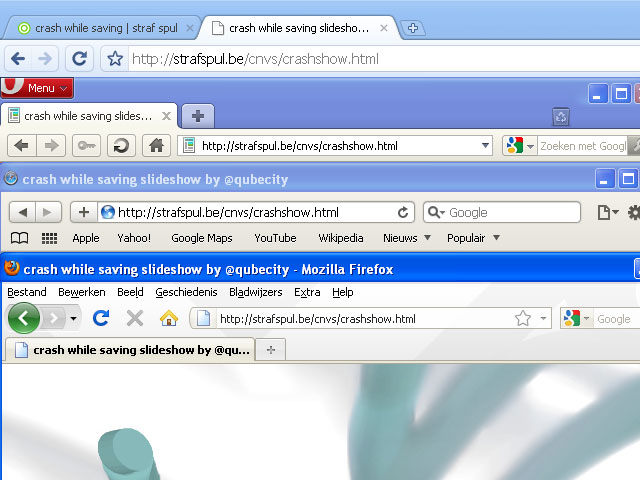 crash while saving | straf spul
crash while saving slidesho...
http://strafspul.be/cnvs/crashshow.html
Menu
crash while saving slides...
http://strafspul.be/cnvs/crashshow.html
Zoeken met Googl
crash while saving slideshow by @qubecity
http://strafspul.be/cnvs/crashshow.html
Google
Apple Yahoo! Google Maps YouTube Wikipedia Nieuws Populair
crash while saving slideshow by @qubecity - Mozilla Firefox
Bestand Bewerken Beeld Geschiedenis Bladwijzers Extra Help
http://strafspul.be/cnvs/crashshow.html
Google
crash while saving slideshow by @qu...